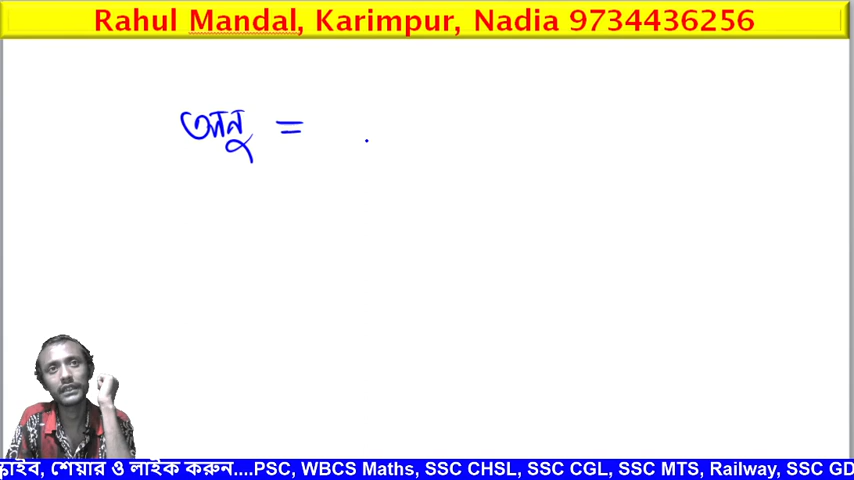 Rahul Mandal, Karimpur, Nadia 9734436256
অনু =
স্ক্রাইব, শেয়ার ও লাইক করুন....PSC, WBCS Maths, SSC CHSL, SSC CGL, SSC MTS, Railway, SSC GD